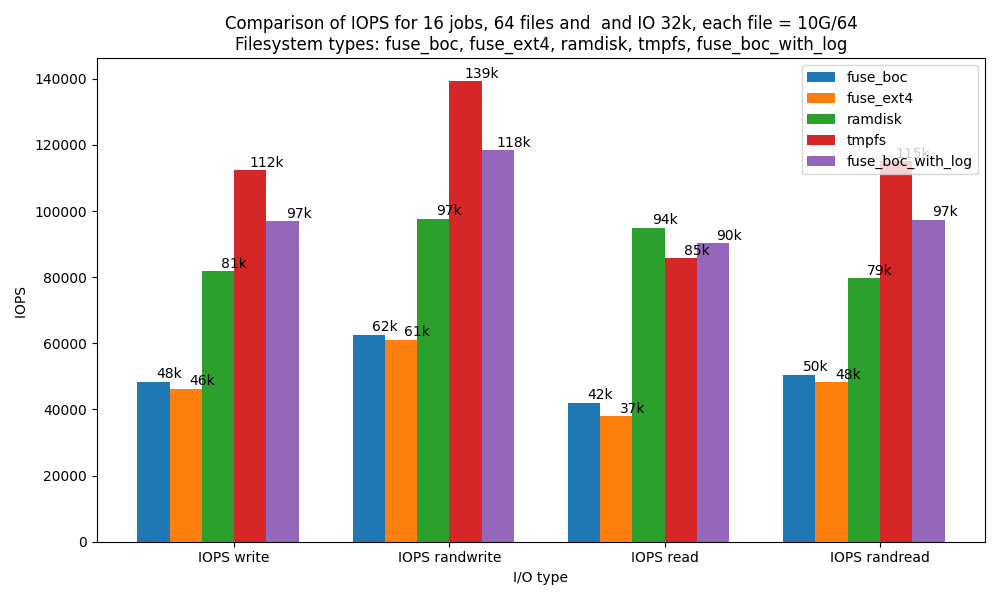 Comparison of IOPS for 16 jobs, 64 files and  and IO 32k, each file = 10G/64
Filesystem types: fuse_boc, fuse_ext4, ramdisk, tmpfs, fuse_boc_with_log
IOPS
140000
120000
100000
80000
60000
40000
20000
0
48k
46k
81k
112k
97k
62k
61k
97k
139k
118k
42k
37k
94k
85k
90k
50k
48k
79k
115k
97k
fuse_boc
fuse_ext4
ramdisk
tmpfs
fuse_boc_with_log
IOPS write
IOPS randwrite
IOPS read
IOPS randread
I/O type